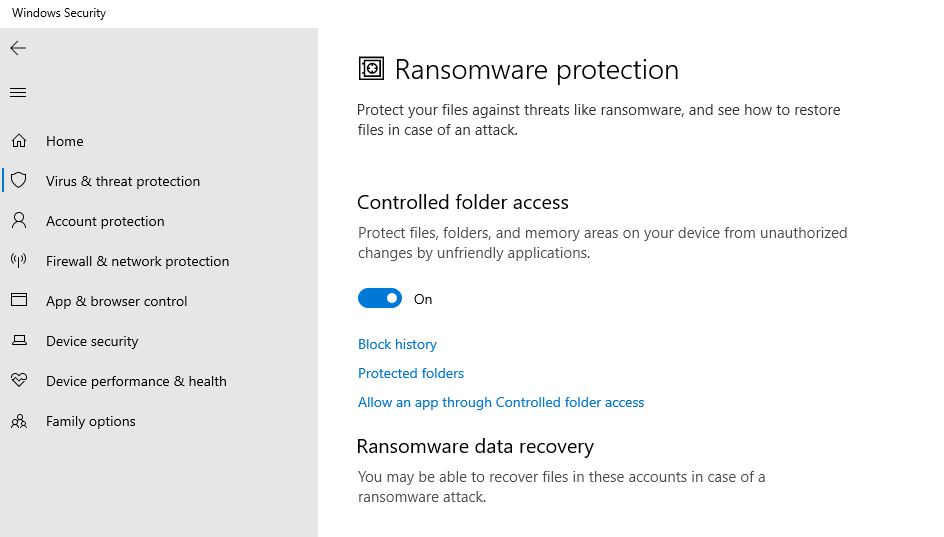 Windows Security
Home
Virus & threat protection
Account protection
Firewall & network protection
App & browser control
Device security
Device performance & health
Family options
Ransomware protection
Protect your files against threats like ransomware, and see how to restore
files in case of an attack.
Controlled folder access
Protect files, folders, and memory areas on your device from unauthorized
changes by unfriendly applications.
On
Block history
Protected folders
Allow an app through Controlled folder access
Ransomware data recovery
You may be able to recover files in these accounts in case of a
ransomware attack.